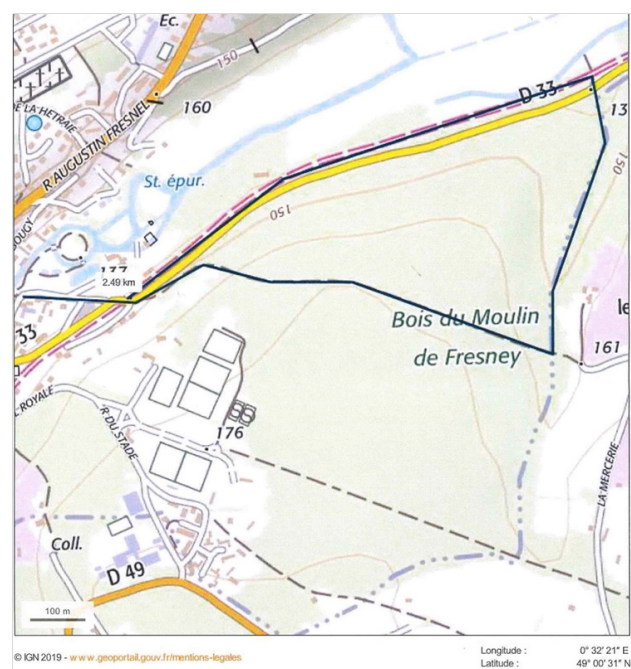 Ec.
150
160
D 33
13
DE LA HETRAIE
R AUGUSTIN FRESNEL
150
St. épur.
150
OUGY
2.49 km
Bois du Moulin
de Fresney
le
161
33
ROYALE
R DU STADE
176
LA MERCERIE
Coll.
D 49
100 m
© IGN 2019 - www.geoportail.gouv.fr/mentions-legales
Longitude : 0° 32' 21" E
Latitude : 49° 00' 31" N